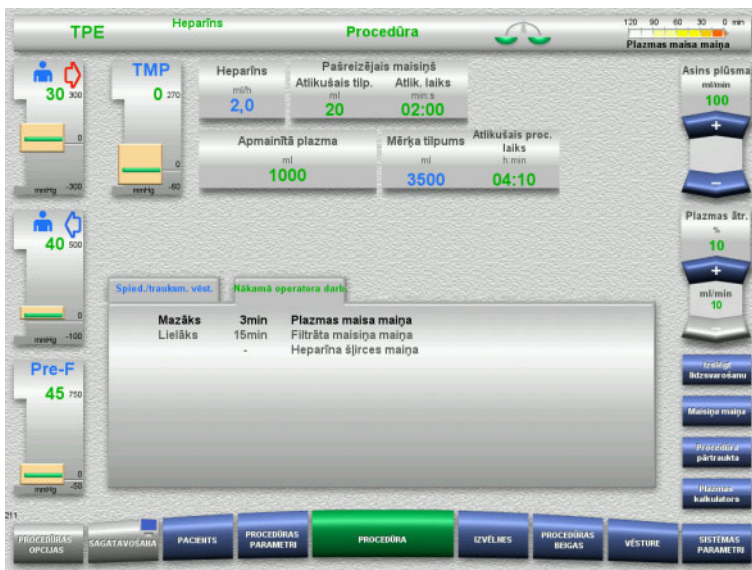 TPE Heparīns Procedūra
120 90 60 30 0 min
Plazmas maisa maiņa
30 300
0
mmHg -300
TMP
0 270
0
mmHg -60
Heparīns
ml/h
2,0
Pašreizējais maisiņš
Atlikušais tilp. Atlik. laiks
ml min:s
20 02:00
Apmainītā plazma
ml
1000
Mērķa tilpums
ml
3500
Atlikušais proc.
laiks
h:min
04:10
Asins plūsma
ml/min
100
+
–
40 500
0
mmHg -100
Plazmas ātr.
%
10
+
ml/min
10
–
Spied./trauksm. vēst. Nākamā operatora darb.
Mazāks 3min Plazmas maisa maiņa
Lielāks 15min Filtrāta maisiņa maiņa
- Heparīna šļirces maiņa
Pre-F
45 750
0
mmHg -50
Izslēgt
līdzsvarošanu
Maisiņa maiņa
Procedūra
pārtraukta
Plazmas
kalkulators
211
PROCEDŪRAS
OPCIJAS
SAGATAVOŠANA
PACIENTS
PROCEDŪRAS
PARAMETRI
PROCEDŪRA
IZVĒLNES
PROCEDŪRAS
BEIGAS
VĒSTURE
SISTĒMAS
PARAMETRI